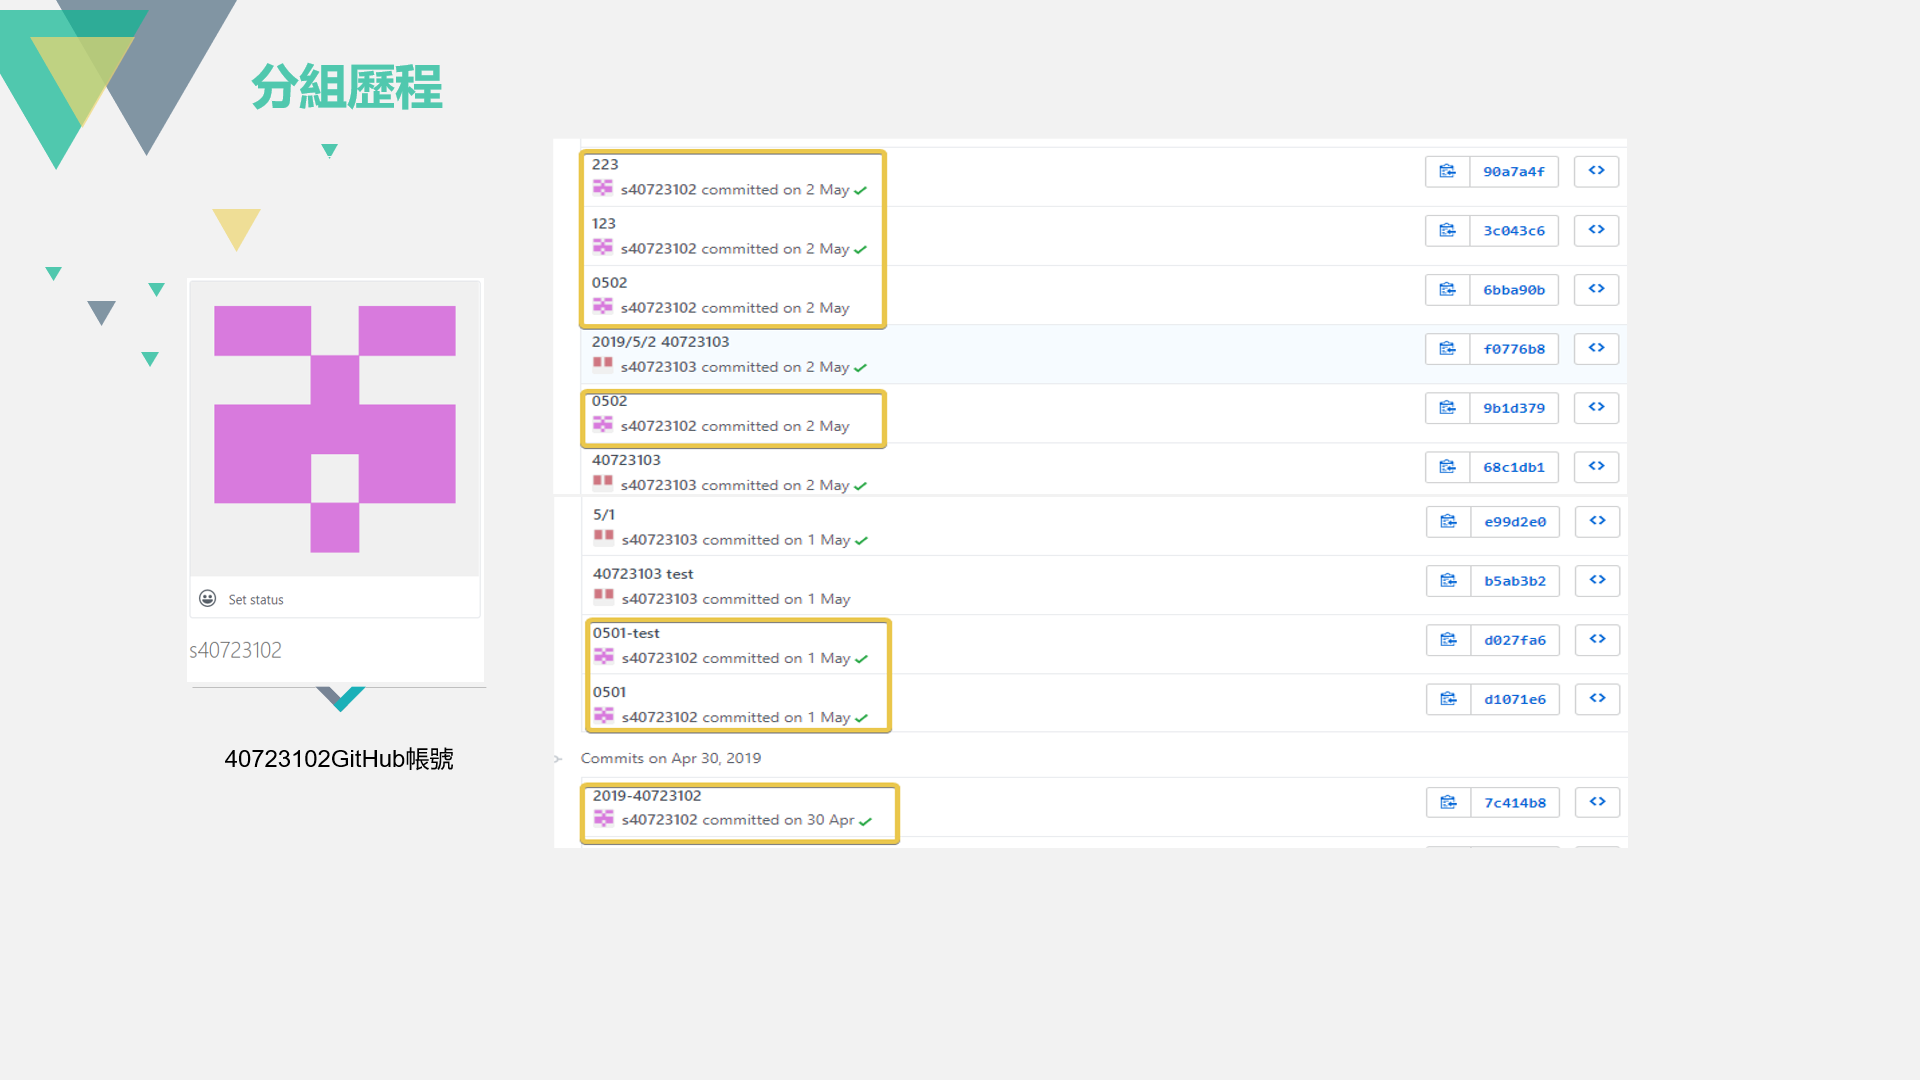 分組歷程
Set status
s40723102
40723102GitHub帳號
223
s40723102 committed on 2 May
90a7a4f
123
s40723102 committed on 2 May
3c043c6
0502
s40723102 committed on 2 May
6bba90b
2019/5/2 40723103
s40723103 committed on 2 May
f0776b8
0502
s40723102 committed on 2 May
9b1d379
40723103
s40723103 committed on 2 May
68c1db1
5/1
s40723103 committed on 1 May
e99d2e0
40723103 test
s40723103 committed on 1 May
b5ab3b2
0501-test
s40723102 committed on 1 May
d027fa6
0501
s40723102 committed on 1 May
d1071e6
Commits on Apr 30, 2019
2019-40723102
s40723102 committed on 30 Apr
7c414b8